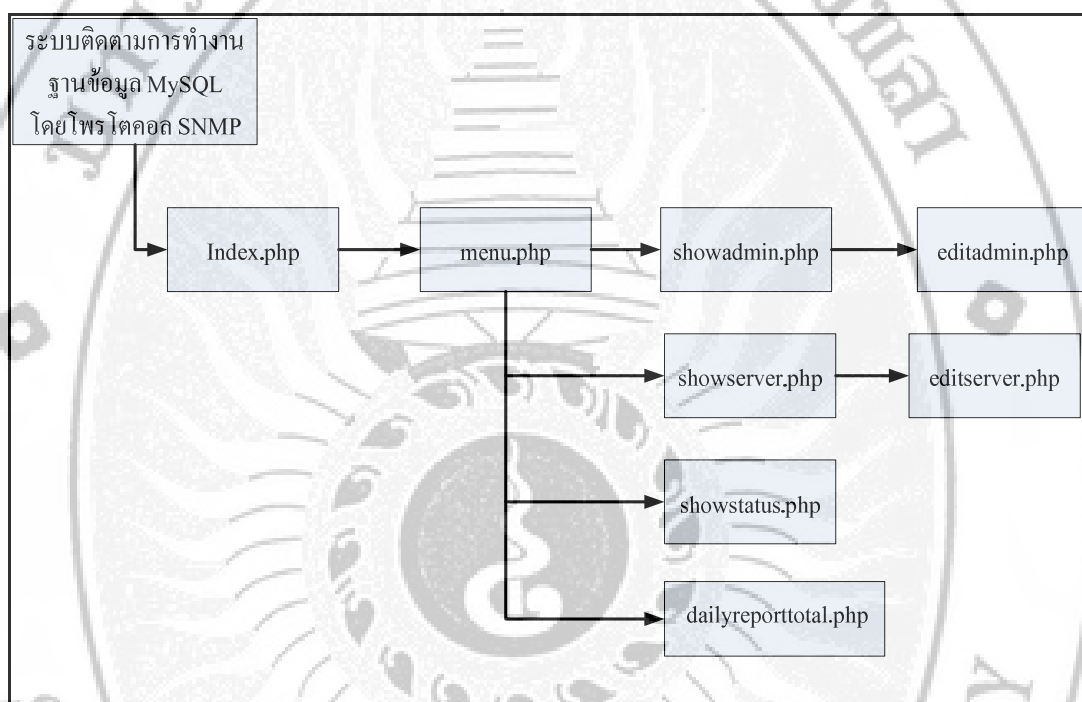 ระบบติดตามการทำงาน
ฐานข้อมูล MySQL
โดยโพรโตคอล SNMP
Index.php
menu.php
showadmin.php
editadmin.php
showserver.php
editserver.php
showstatus.php
dailyreporttotal.php